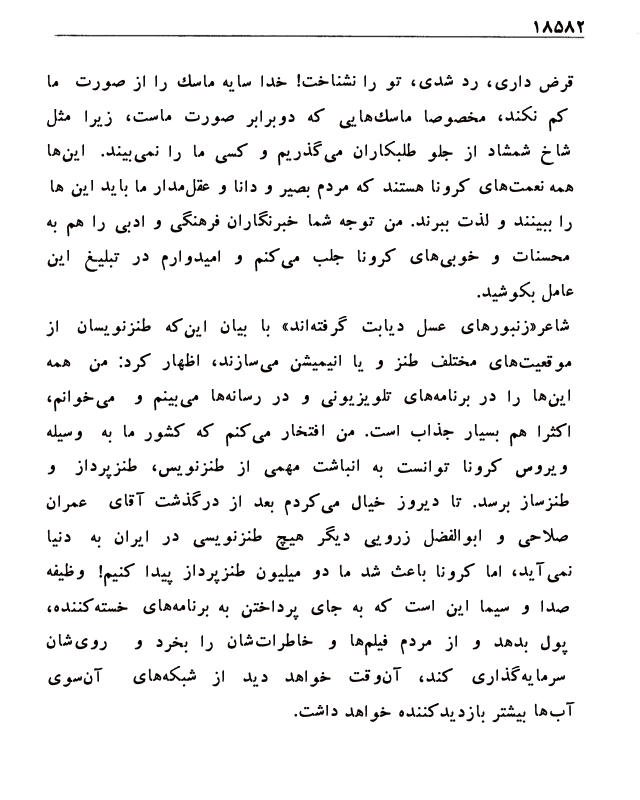 ۱۸۵۸۲
قرض داری، رد شدی، تو را نشناخت! خدا سایه ماسك را از صورت ما
کم نکند، مخصوصا ماسك‌هایی که دوبرابر صورت ماست، زیرا مثل
شاخ شمشاد از جلو طلبکاران می‌گذریم و کسی ما را نمی‌بیند. این‌ها
همه نعمت‌های کرونا هستند که مردم بصیر و دانا و عقل‌مدار ما باید این ها
را ببینند و لذت ببرند. من توجه شما خبرنگاران فرهنگی و ادبی را هم به
محسنات و خوبی‌های کرونا جلب می‌کنم و امیدوارم در تبلیغ این
عامل بکوشید.
شاعر«زنبورهای عسل دیابت گرفته‌اند» با بیان این‌که طنزنویسان از
موقعیت‌های مختلف طنز و یا انیمیشن می‌سازند، اظهار کرد: من همه
این‌ها را در برنامه‌های تلویزیونی و در رسانه‌ها می‌بینم و می‌خوانم،
اکثرا هم بسیار جذاب است. من افتخار می‌کنم که کشور ما به وسیله
ویروس کرونا توانست به انباشت مهمی از طنزنویس، طنزپرداز و
طنزساز برسد. تا دیروز خیال می‌کردم بعد از درگذشت آقای عمران
صلاحی و ابوالفضل زرویی دیگر هیچ طنزنویسی در ایران به دنیا
نمی‌آید، اما کرونا باعث شد ما دو میلیون طنزپرداز پیدا کنیم! وظیفه
صدا و سیما این است که به جای پرداختن به برنامه‌های خسته‌کننده،
پول بدهد و از مردم فیلم‌ها و خاطرات‌شان را بخرد و روی‌شان
سرمایه‌گذاری کند، آن‌وقت خواهد دید از شبکه‌های آن‌سوی
آب‌ها بیشتر بازدیدکننده خواهد داشت.